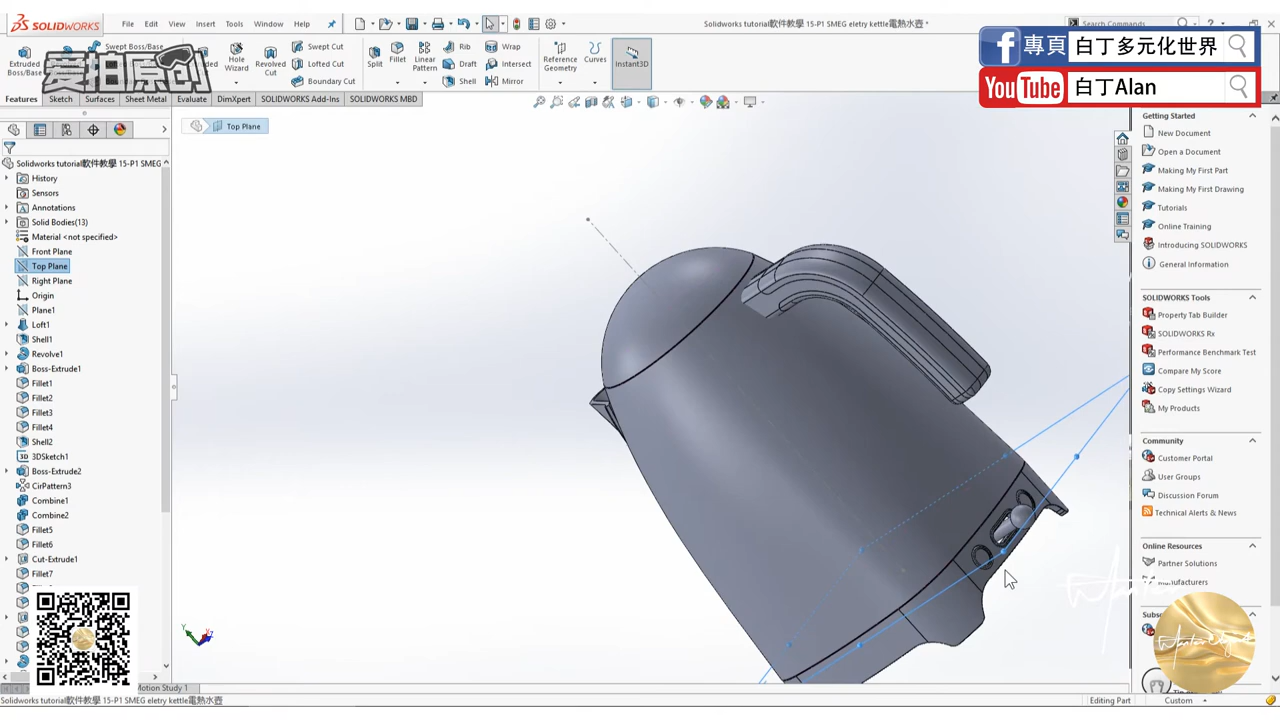 SOLIDWORKS
File Edit View Insert Tools Window Help
Solidworks tutorial軟件教學 15-P1 SMEG eletry kettle電熱水壺 *
Search Commands
Extruded Boss/Base
Swept Boss/Base
Hole Wizard
Revolved Cut
Swept Cut
Lofted Cut
Boundary Cut
Split
Fillet
Linear Pattern
Rib
Draft
Shell
Wrap
Intersect
Mirror
Reference Geometry
Curves
Instant3D
愛拍原創
f 專頁 白丁多元化世界
YouTube 白丁Alan
Features Sketch Surfaces Sheet Metal Evaluate DimXpert SOLIDWORKS Add-Ins SOLIDWORKS MBD
Top Plane
Solidworks tutorial軟件教學 15-P1 SMEG
History
Sensors
Annotations
Solid Bodies(13)
Material <not specified>
Front Plane
Top Plane
Right Plane
Origin
Plane1
Loft1
Shell1
Revolve1
Boss-Extrude1
Fillet1
Fillet2
Fillet3
Fillet4
Shell2
3DSketch1
Boss-Extrude2
CirPattern3
Combine1
Combine2
Fillet5
Fillet6
Cut-Extrude1
Fillet7
Getting Started
New Document
Open a Document
Making My First Part
Making My First Drawing
Tutorials
Online Training
Introducing SOLIDWORKS
General Information
SOLIDWORKS Tools
Property Tab Builder
SOLIDWORKS Rx
Performance Benchmark Test
Compare My Score
Copy Settings Wizard
My Products
Community
Customer Portal
User Groups
Discussion Forum
Technical Alerts & News
Online Resources
Partner Solutions
Manufacturers
Motion Study 1
Solidworks tutorial軟件教學 15-P1 SMEG eletry kettle電熱水壺
Editing Part
Custom